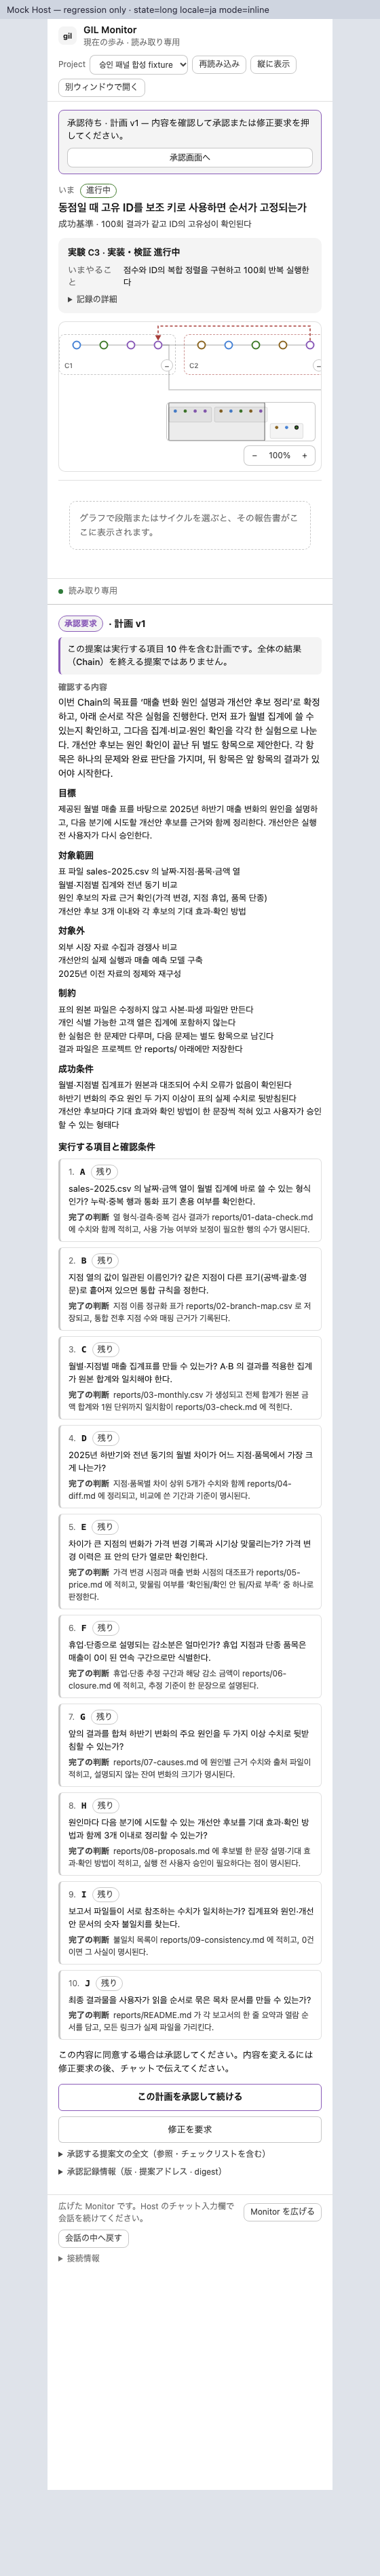 Mock Host — regression only · state=long locale=ja mode=inline
gil
GIL Monitor
現在の歩み · 読み取り専用
Project
승인 패널 합성 fixture
再読み込み
縦に表示
別ウィンドウで開く
承認待ち · 計画 v1 — 内容を確認して承認または修正要求を押
してください。
承認画面へ
いま 進行中
동점일 때 고유 ID를 보조 키로 사용하면 순서가 고정되는가
成功基準 · 100회 결과가 같고 ID의 고유성이 확인된다
実験 C3 · 実装・検証 進行中
いまやるこ
と
점수와 ID의 복합 정렬을 구현하고 100회 반복 실행한
다
▶ 記録の詳細
C1
−
C2
−
− 100% +
グラフで段階またはサイクルを選ぶと、その報告書がこ
こに表示されます。
読み取り専用
承認要求 · 計画 v1
この提案は実行する項目 10 件を含む計画です。全体の結果
（Chain）を終える提案ではありません。
確認する内容
이번 Chain의 목표를 ‘매출 변화 원인 설명과 개선안 후보 정리’로 확정
하고, 아래 순서로 작은 실험을 진행한다. 먼저 표가 월별 집계에 쓸 수
있는지 확인하고, 그다음 집계·비교·원인 확인을 각각 한 실험으로 나눈
다. 개선안 후보는 원인 확인이 끝난 뒤 별도 항목으로 제안한다. 각 항
목은 하나의 문제와 완료 판단을 가지며, 뒤 항목은 앞 항목의 결과가 있
어야 시작한다.
目標
제공된 월별 매출 표를 바탕으로 2025년 하반기 매출 변화의 원인을 설명하
고, 다음 분기에 시도할 개선안 후보를 근거와 함께 정리한다. 개선안은 실행
전 사용자가 다시 승인한다.
対象範囲
표 파일 sales-2025.csv 의 날짜·지점·품목·금액 열
월별·지점별 집계와 전년 동기 비교
원인 후보의 자료 근거 확인(가격 변경, 지점 휴업, 품목 단종)
개선안 후보 3개 이내와 각 후보의 기대 효과·확인 방법
対象外
외부 시장 자료 수집과 경쟁사 비교
개선안의 실제 실행과 매출 예측 모델 구축
2025년 이전 자료의 정제와 재구성
制約
표의 원본 파일은 수정하지 않고 사본·파생 파일만 만든다
개인 식별 가능한 고객 열은 집계에 포함하지 않는다
한 실험은 한 문제만 다루며, 다음 문제는 별도 항목으로 남긴다
결과 파일은 프로젝트 안 reports/ 아래에만 저장한다
成功条件
월별·지점별 집계표가 원본과 대조되어 수치 오류가 없음이 확인된다
하반기 변화의 주요 원인 두 가지 이상이 표의 실제 수치로 뒷받침된다
개선안 후보마다 기대 효과와 확인 방법이 한 문장씩 적혀 있고 사용자가 승인
할 수 있는 형태다
実行する項目と確認条件
1. A 残り
sales-2025.csv 의 날짜·금액 열이 월별 집계에 바로 쓸 수 있는 형식
인가? 누락·중복 행과 통화 표기 혼용 여부를 확인한다.
完了の判断 열 형식·결측·중복 검사 결과가 reports/01-data-check.md
에 수치와 함께 적히고, 사용 가능 여부와 보정이 필요한 행의 수가 명시된다.
2. B 残り
지점 열의 값이 일관된 이름인가? 같은 지점이 다른 표기(공백·괄호·영
문)로 흩어져 있으면 통합 규칙을 정한다.
完了の判断 지점 이름 정규화 표가 reports/02-branch-map.csv 로 저
장되고, 통합 전후 지점 수와 매핑 근거가 기록된다.
3. C 残り
월별·지점별 매출 집계표를 만들 수 있는가? A·B 의 결과를 적용한 집계
가 원본 합계와 일치해야 한다.
完了の判断 reports/03-monthly.csv 가 생성되고 전체 합계가 원본 금
액 합계와 1원 단위까지 일치함이 reports/03-check.md 에 적힌다.
4. D 残り
2025년 하반기와 전년 동기의 월별 차이가 어느 지점·품목에서 가장 크
게 나는가?
完了の判断 지점·품목별 차이 상위 5개가 수치와 함께 reports/04-
diff.md 에 정리되고, 비교에 쓴 기간과 기준이 명시된다.
5. E 残り
차이가 큰 지점의 변화가 가격 변경 기록과 시기상 맞물리는가? 가격 변
경 이력은 표 안의 단가 열로만 확인한다.
完了の判断 가격 변경 시점과 매출 변화 시점의 대조표가 reports/05-
price.md 에 적히고, 맞물림 여부를 ‘확인됨/확인 안 됨/자료 부족’ 중 하나로
판정한다.
6. F 残り
휴업·단종으로 설명되는 감소분은 얼마인가? 휴업 지점과 단종 품목은
매출이 0이 된 연속 구간으로만 식별한다.
完了の判断 휴업·단종 추정 구간과 해당 감소 금액이 reports/06-
closure.md 에 적히고, 추정 기준이 한 문장으로 설명된다.
7. G 残り
앞의 결과를 합쳐 하반기 변화의 주요 원인을 두 가지 이상 수치로 뒷받
침할 수 있는가?
完了の判断 reports/07-causes.md 에 원인별 근거 수치와 출처 파일이
적히고, 설명되지 않는 잔여 변화의 크기가 명시된다.
8. H 残り
원인마다 다음 분기에 시도할 수 있는 개선안 후보를 기대 효과·확인 방
법과 함께 3개 이내로 정리할 수 있는가?
完了の判断 reports/08-proposals.md 에 후보별 한 문장 설명·기대 효
과·확인 방법이 적히고, 실행 전 사용자 승인이 필요하다는 점이 명시된다.
9. I 残り
보고서 파일들이 서로 참조하는 수치가 일치하는가? 집계표와 원인·개선
안 문서의 숫자 불일치를 찾는다.
完了の判断 불일치 목록이 reports/09-consistency.md 에 적히고, 0건
이면 그 사실이 명시된다.
10. J 残り
최종 결과물을 사용자가 읽을 순서로 묶은 목차 문서를 만들 수 있는가?
完了の判断 reports/README.md 가 각 보고서의 한 줄 요약과 열람 순
서를 담고, 모든 링크가 실제 파일을 가리킨다.
この内容に同意する場合は承認してください。内容を変えるには
修正要求の後、チャットで伝えてください。
この計画を承認して続ける
修正を要求
▶ 承認する提案文の全文（参照・チェックリストを含む）
▶ 承認記録情報（版 · 提案アドレス · digest）
広げた Monitor です。Host のチャット入力欄で
会話を続けてください。
Monitor を広げる
会話の中へ戻す
▶ 接続情報